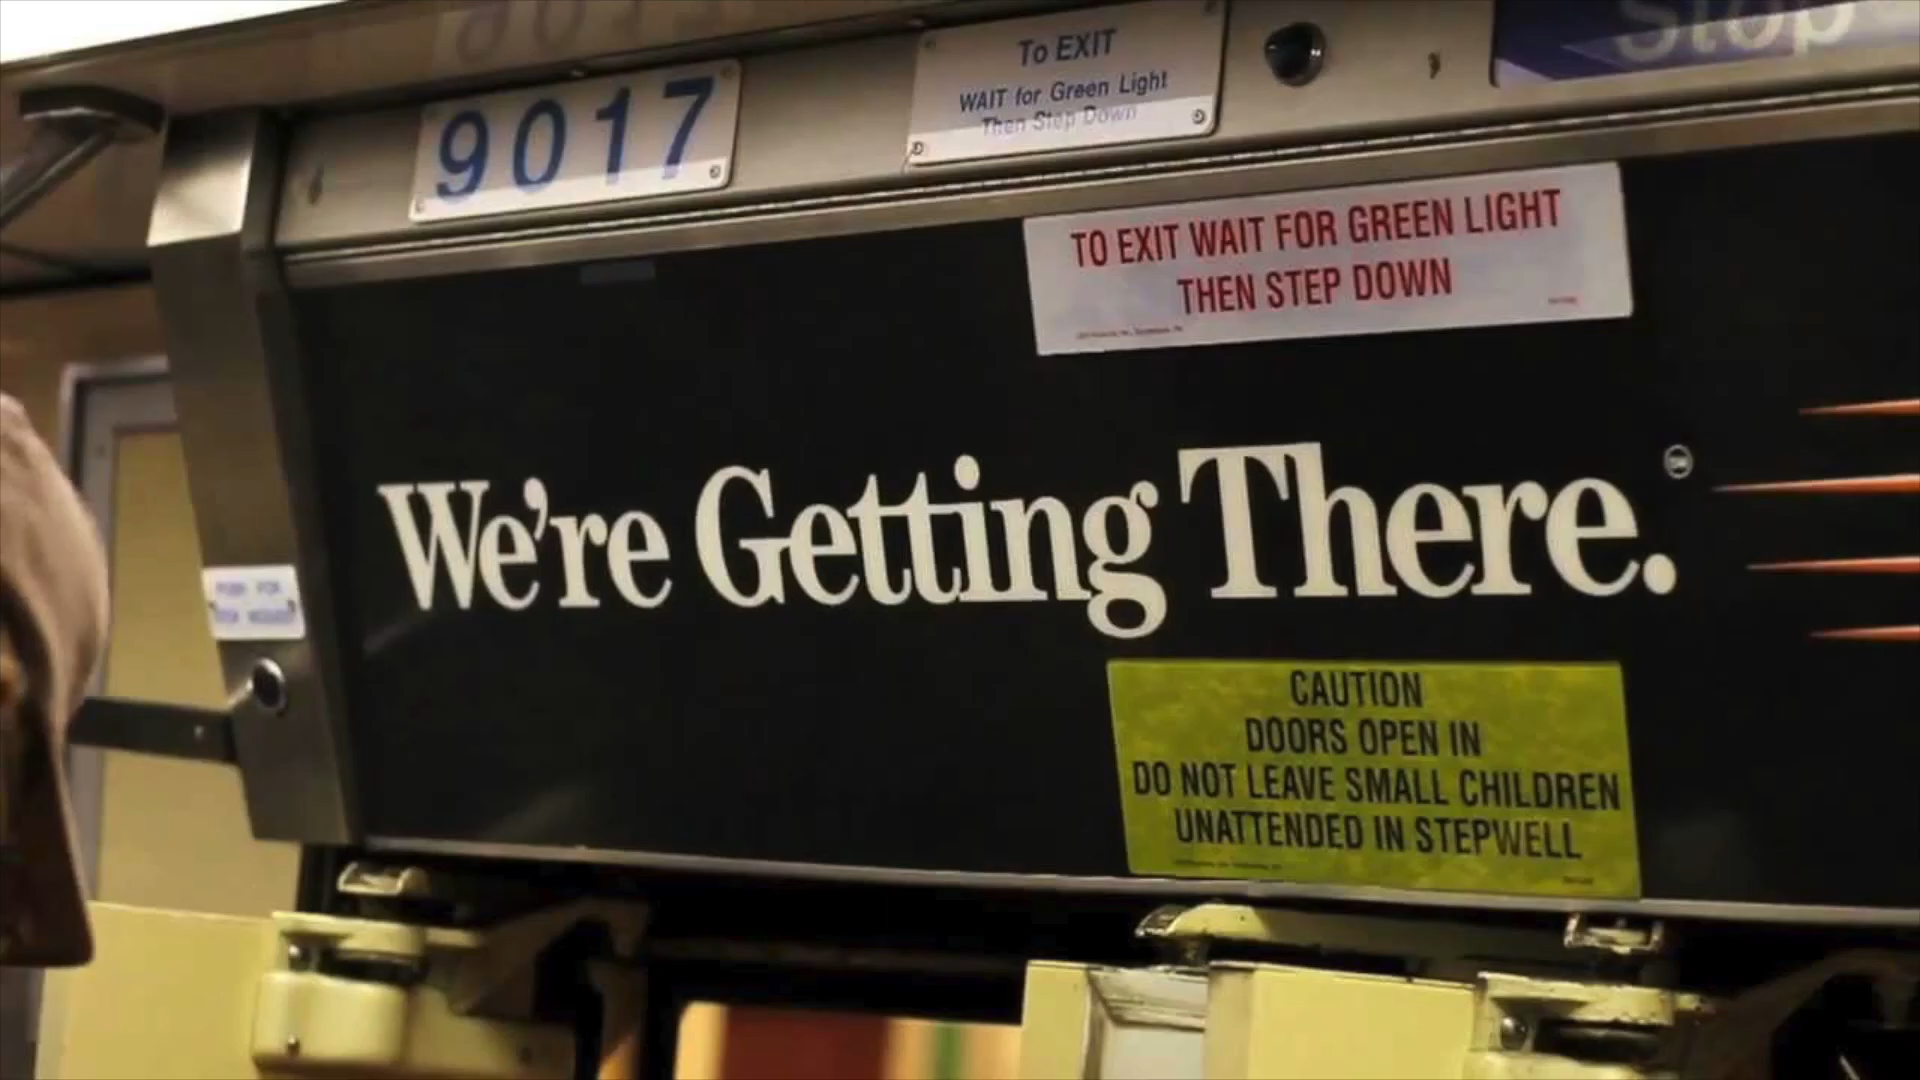 9017
To EXIT
WAIT for Green Light
Then Step Down
Stop
TO EXIT WAIT FOR GREEN LIGHT
THEN STEP DOWN
We're Getting There.
CAUTION
DOORS OPEN IN
DO NOT LEAVE SMALL CHILDREN
UNATTENDED IN STEPWELL